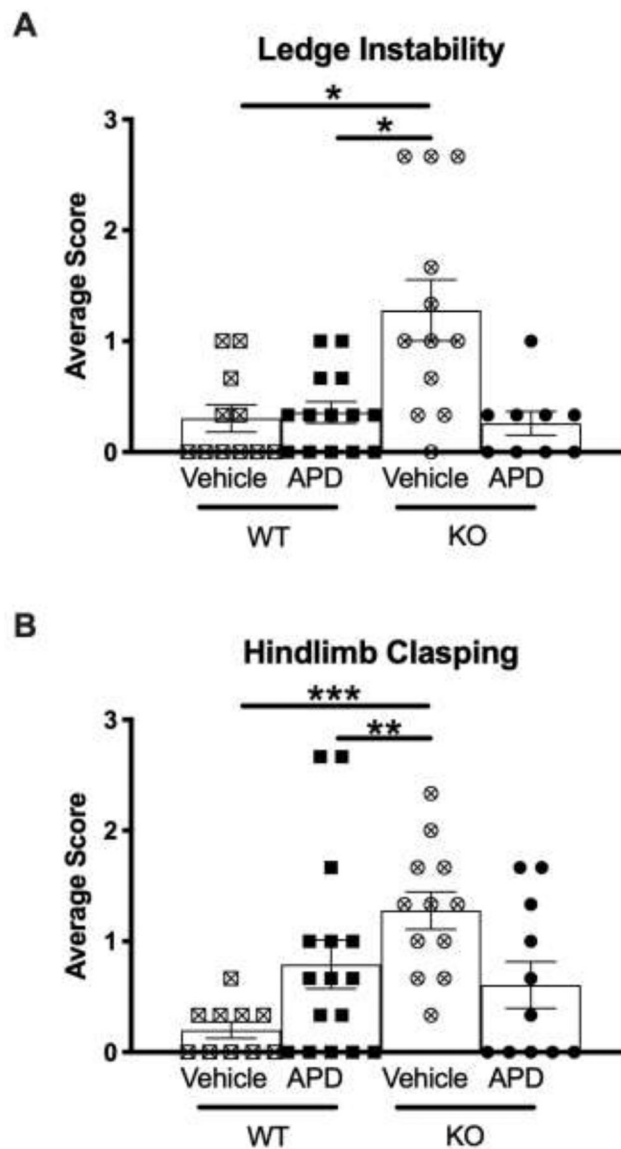 A
Ledge Instability
*
*
3
2
1
0
Average Score
Vehicle APD Vehicle APD
WT KO
B
Hindlimb Clasping
***
**
3
2
1
0
Average Score
Vehicle APD Vehicle APD
WT KO